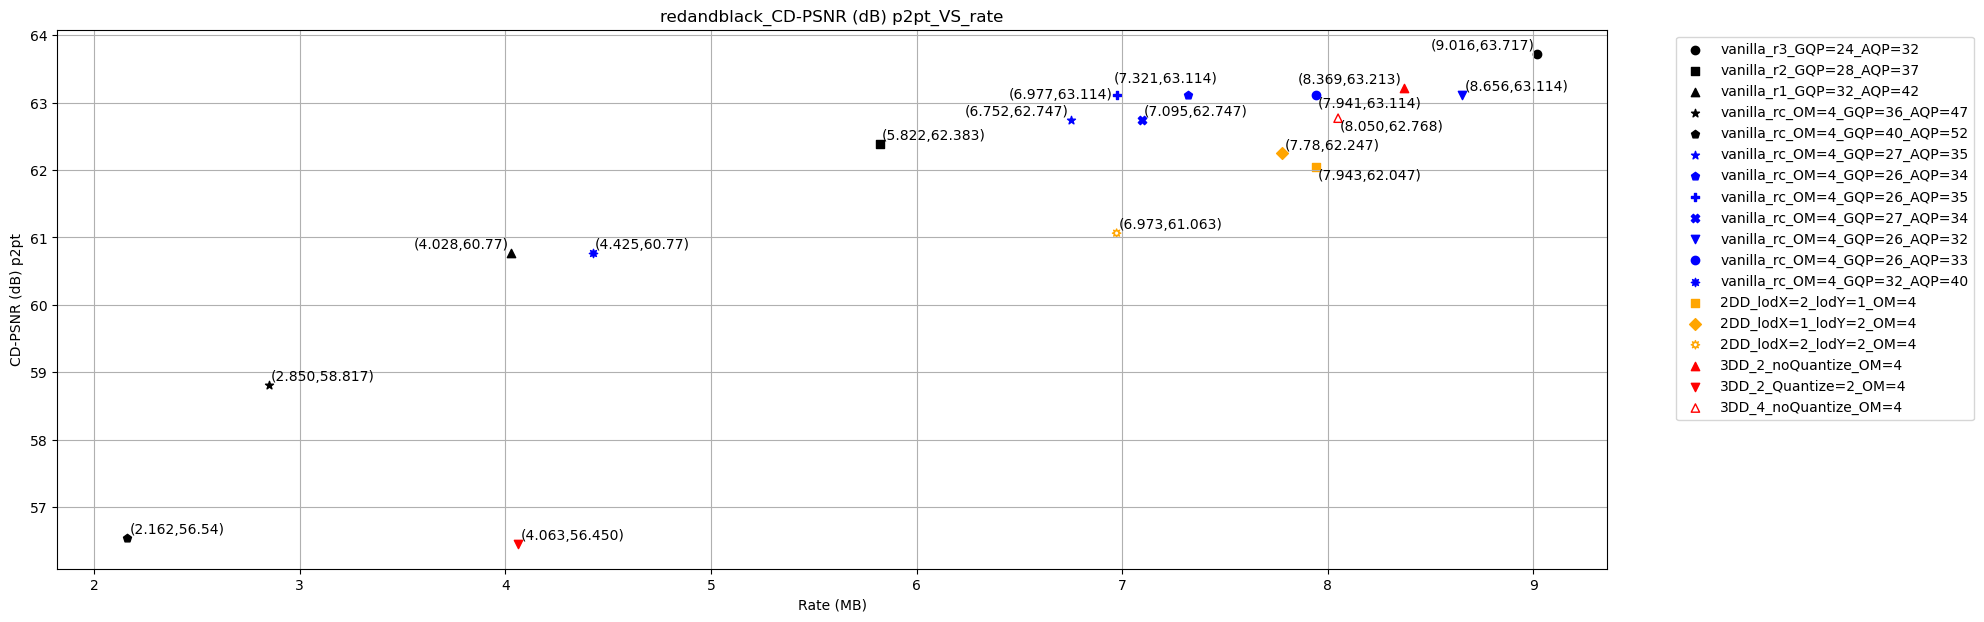 redandblack_CD-PSNR (dB) p2pt_VS_rate
CD-PSNR (dB) p2pt
64
63
62
61
60
59
58
57
(9.016,63.717)
(7.321,63.114)
(8.369,63.213)
(8.656,63.114)
(6.977,63.114)
(7.941,63.114)
(6.752,62.747)
(7.095,62.747)
(8.050,62.768)
(5.822,62.383)
(7.78,62.247)
(7.943,62.047)
(6.973,61.063)
(4.028,60.77)
(4.425,60.77)
(2.850,58.817)
(2.162,56.54)
(4.063,56.450)
2
3
4
5
6
7
8
9
Rate (MB)
vanilla_r3_GQP=24_AQP=32
vanilla_r2_GQP=28_AQP=37
vanilla_r1_GQP=32_AQP=42
vanilla_rc_OM=4_GQP=36_AQP=47
vanilla_rc_OM=4_GQP=40_AQP=52
vanilla_rc_OM=4_GQP=27_AQP=35
vanilla_rc_OM=4_GQP=26_AQP=34
vanilla_rc_OM=4_GQP=26_AQP=35
vanilla_rc_OM=4_GQP=27_AQP=34
vanilla_rc_OM=4_GQP=26_AQP=32
vanilla_rc_OM=4_GQP=26_AQP=33
vanilla_rc_OM=4_GQP=32_AQP=40
2DD_lodX=2_lodY=1_OM=4
2DD_lodX=1_lodY=2_OM=4
2DD_lodX=2_lodY=2_OM=4
3DD_2_noQuantize_OM=4
3DD_2_Quantize=2_OM=4
3DD_4_noQuantize_OM=4